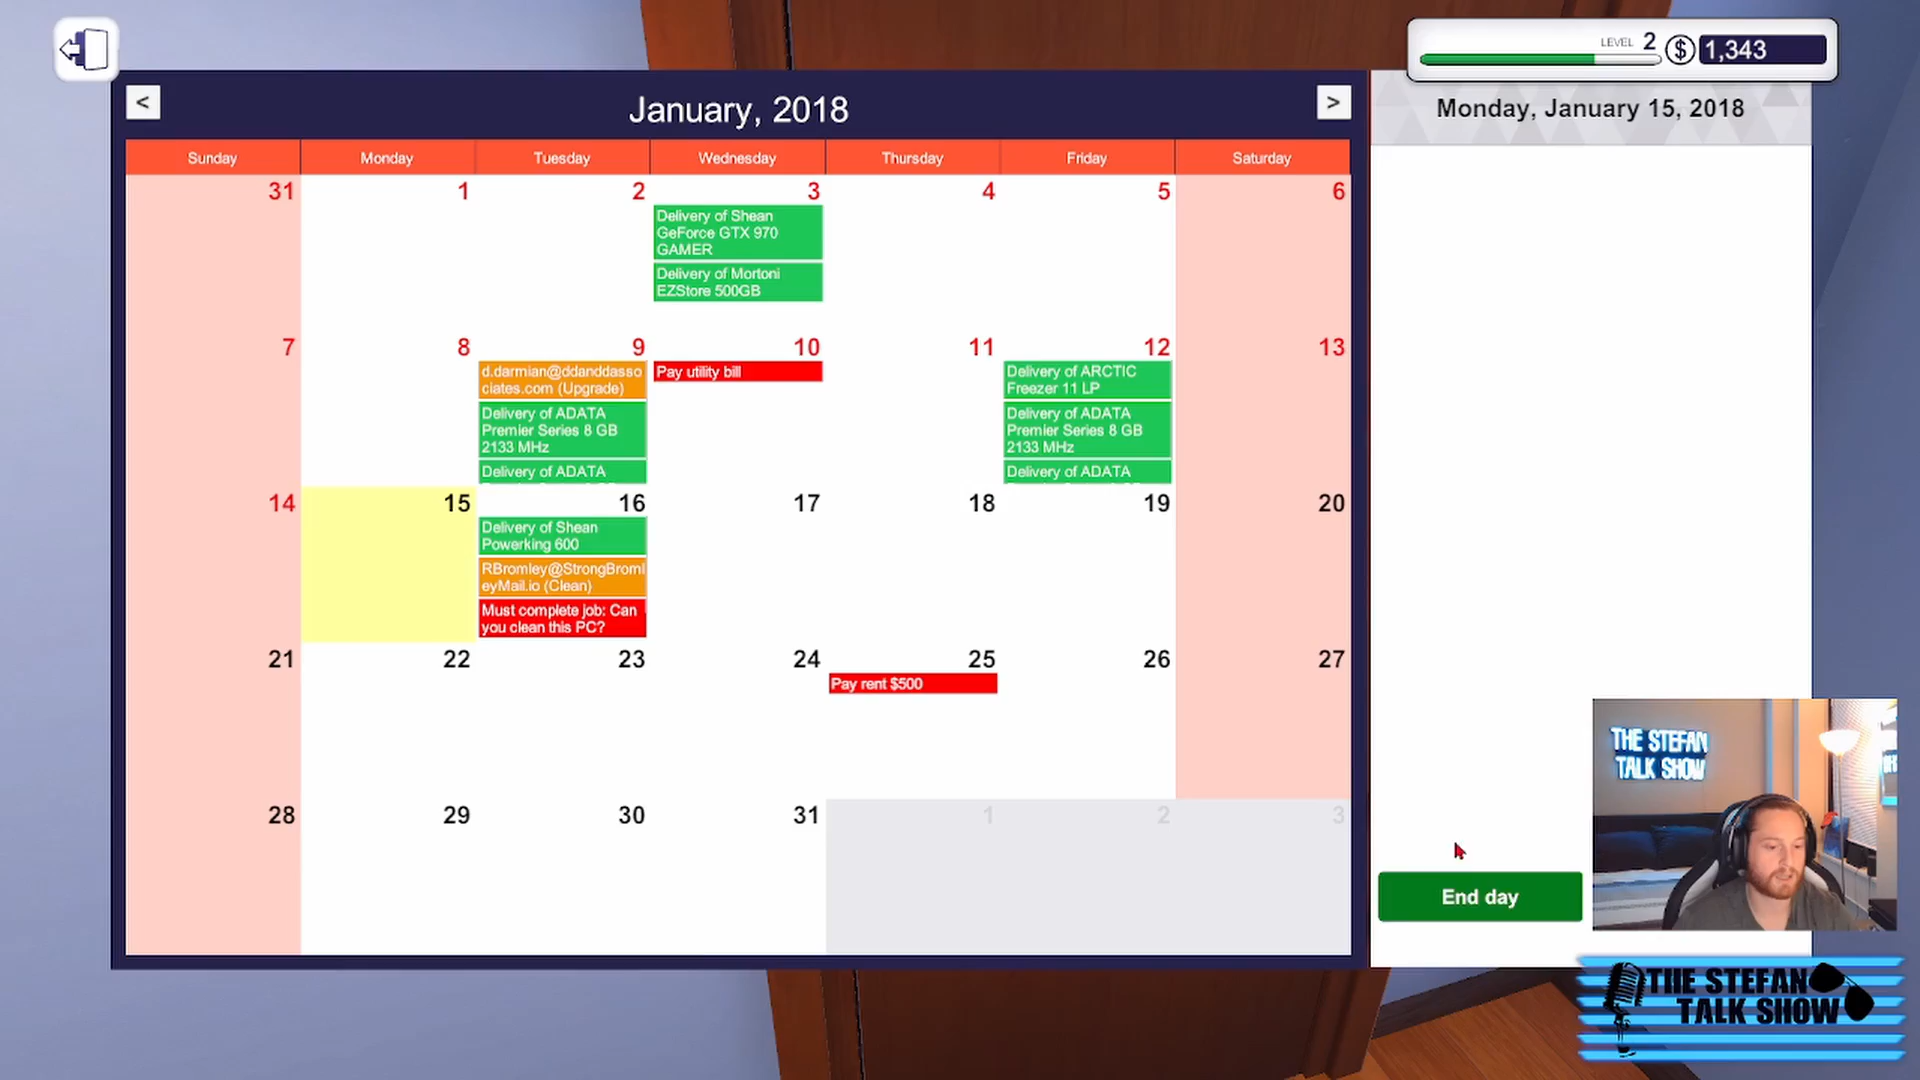 LEVEL 2 $ 1,343
< January, 2018 >
Monday, January 15, 2018
Sunday Monday Tuesday Wednesday Thursday Friday Saturday
31 1 2 3 4 5 6
Delivery of Shean
GeForce GTX 970
GAMER
Delivery of Mortoni
EZStore 500GB
7 8 9 10 11 12 13
d.darmian@ddanddasso
ciates.com (Upgrade)
Delivery of ADATA
Premier Series 8 GB
2133 MHz
Delivery of ADATA
Pay utility bill
Delivery of ARCTIC
Freezer 11 LP
Delivery of ADATA
Premier Series 8 GB
2133 MHz
Delivery of ADATA
14 15 16 17 18 19 20
Delivery of Shean
Powerking 600
RBromley@StrongBroml
eyMail.io (Clean)
Must complete job: Can
you clean this PC?
21 22 23 24 25 26 27
Pay rent $500
28 29 30 31 1 2 3
End day
THE STEFAN
TALK SHOW
THE STEFAN
TALK SHOW